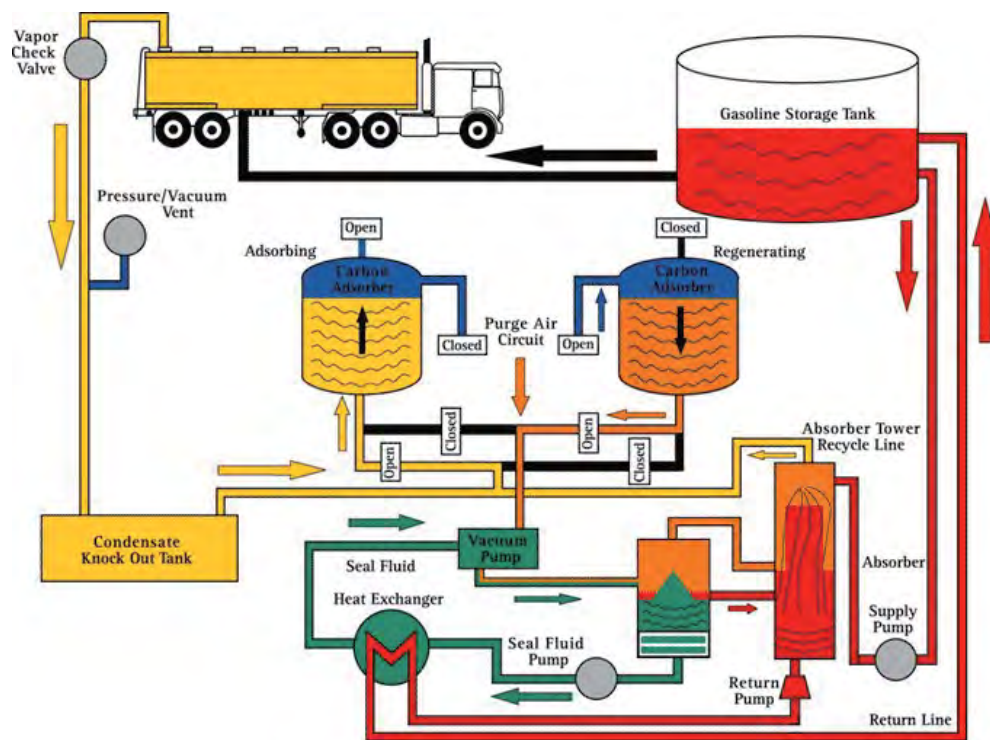 Vapor
Check
Valve
Gasoline Storage Tank
Pressure/Vacuum
Vent
Open
Closed
Adsorbing
Regenerating
Carbon
Adsorber
Carbon
Adsorber
Closed
Purge Air
Circuit
Open
Closed
Open
Open
Closed
Absorber Tower
Recycle Line
Condensate
Knock Out Tank
Vacuum
Pump
Seal Fluid
Absorber
Heat Exchanger
Supply
Pump
Seal Fluid
Pump
Return
Pump
Return Line